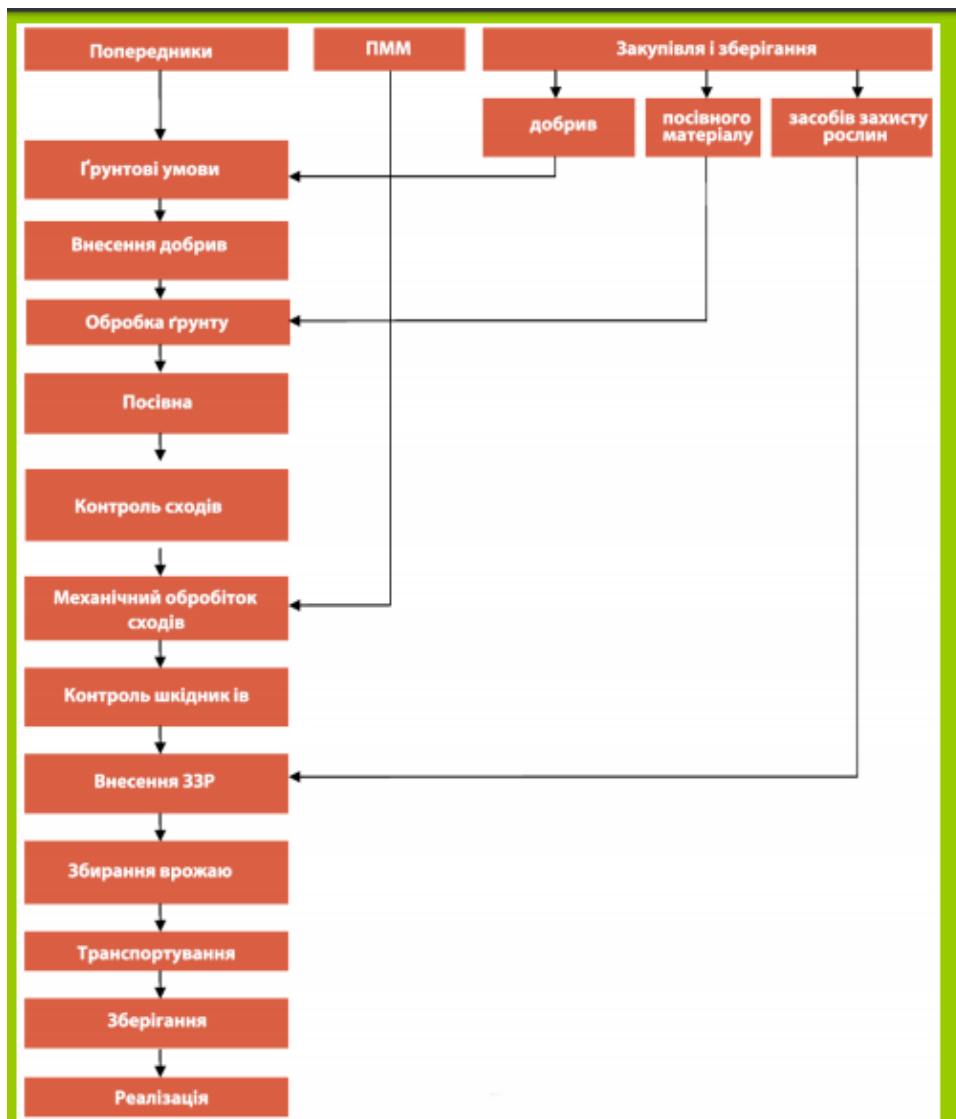 Попередники
ПММ
Закупівля і зберігання
добрив
посівного
матеріалу
засобів захисту
рослин
Ґрунтові умови
Внесення добрив
Обробка ґрунту
Посівна
Контроль сходів
Механічний обробіток
сходів
Контроль шкідник ів
Внесення ЗЗР
Збирання врожаю
Транспортування
Зберігання
Реалізація